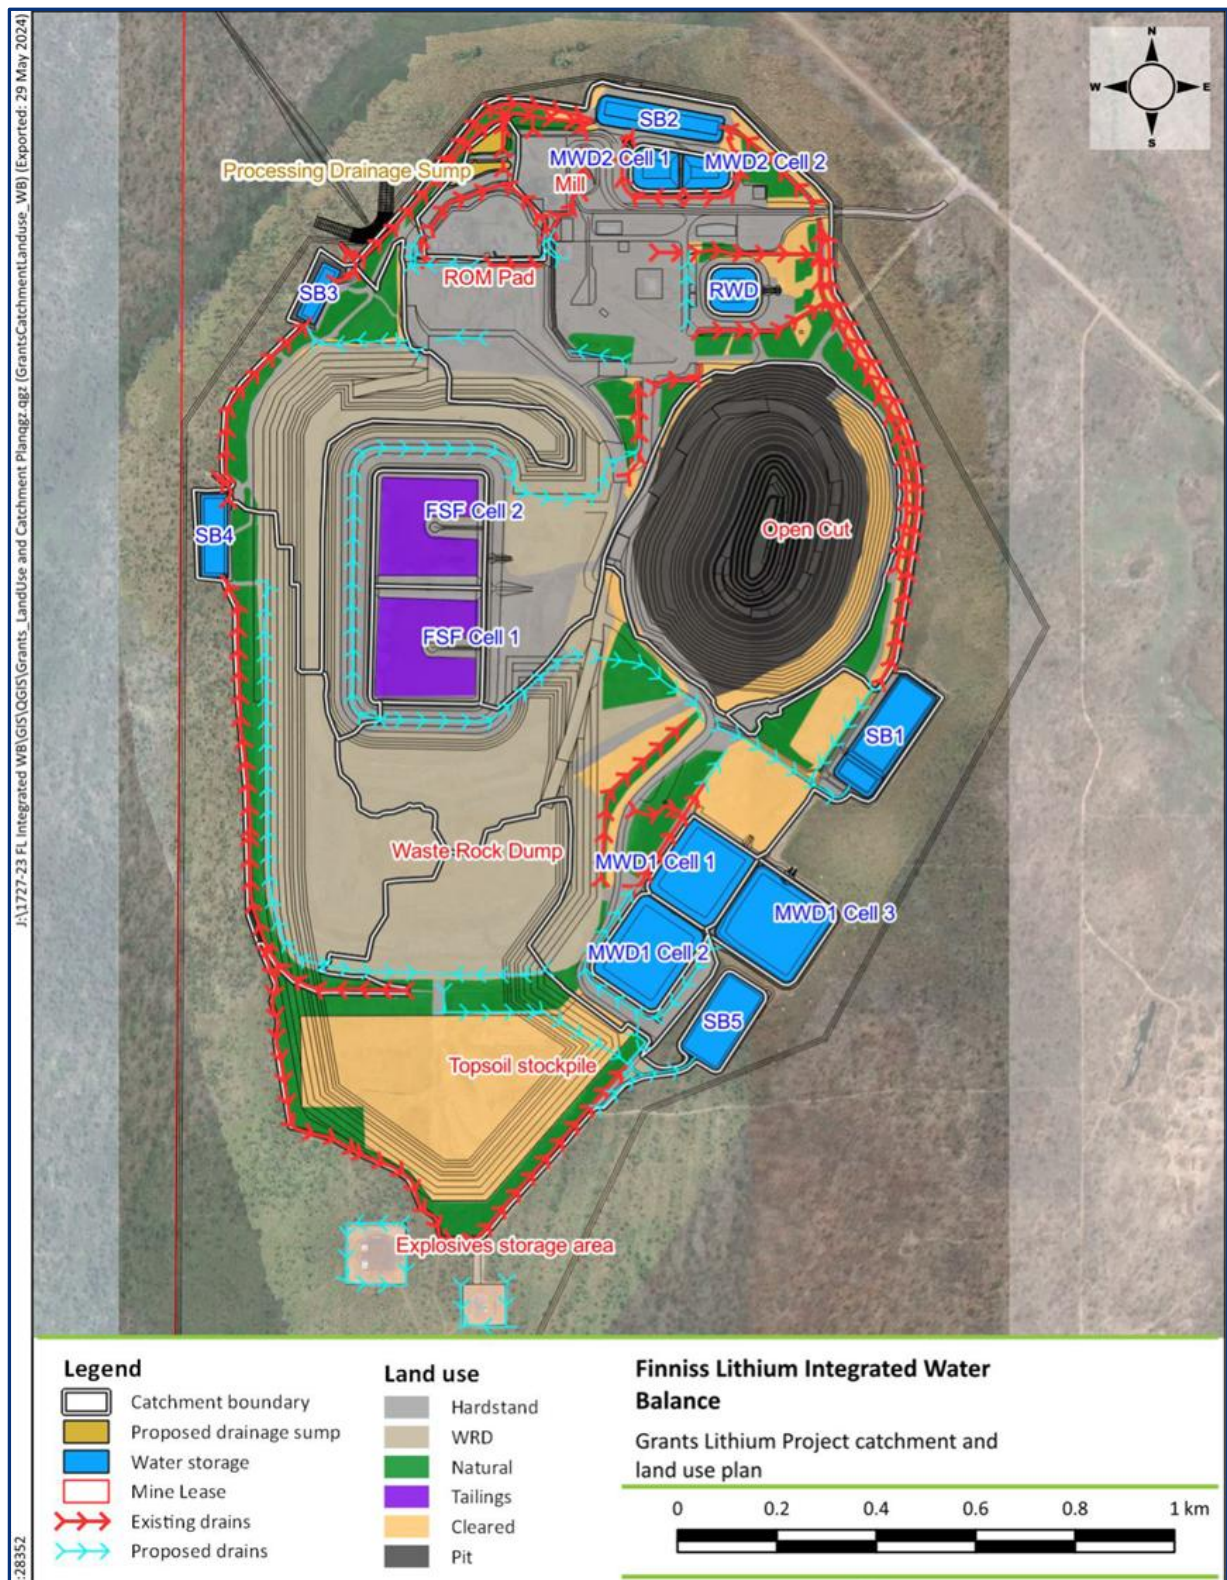 J:\1727-23 FL Integrated WB\GIS\QGIS\Grants_LandUse and Catchment Planqgz.qgz (GrantsCatchmentLanduse_WB) (Exported: 29 May 2024)
:28352
N
W
E
S
SB2
MWD2 Cell 1
MWD2 Cell 2
Processing Drainage Sump
Mill
ROM Pad
SB3
RWD
FSF Cell 2
SB4
Open Cut
FSF Cell 1
SB1
Waste Rock Dump
MWD1 Cell 1
MWD1 Cell 3
MWD1 Cell 2
SB5
Topsoil stockpile
Explosives storage area
Legend
Catchment boundary
Proposed drainage sump
Water storage
Mine Lease
Existing drains
Proposed drains
Land use
Hardstand
WRD
Natural
Tailings
Cleared
Pit
Finniss Lithium Integrated Water
Balance
Grants Lithium Project catchment and
land use plan
0 0.2 0.4 0.6 0.8 1 km